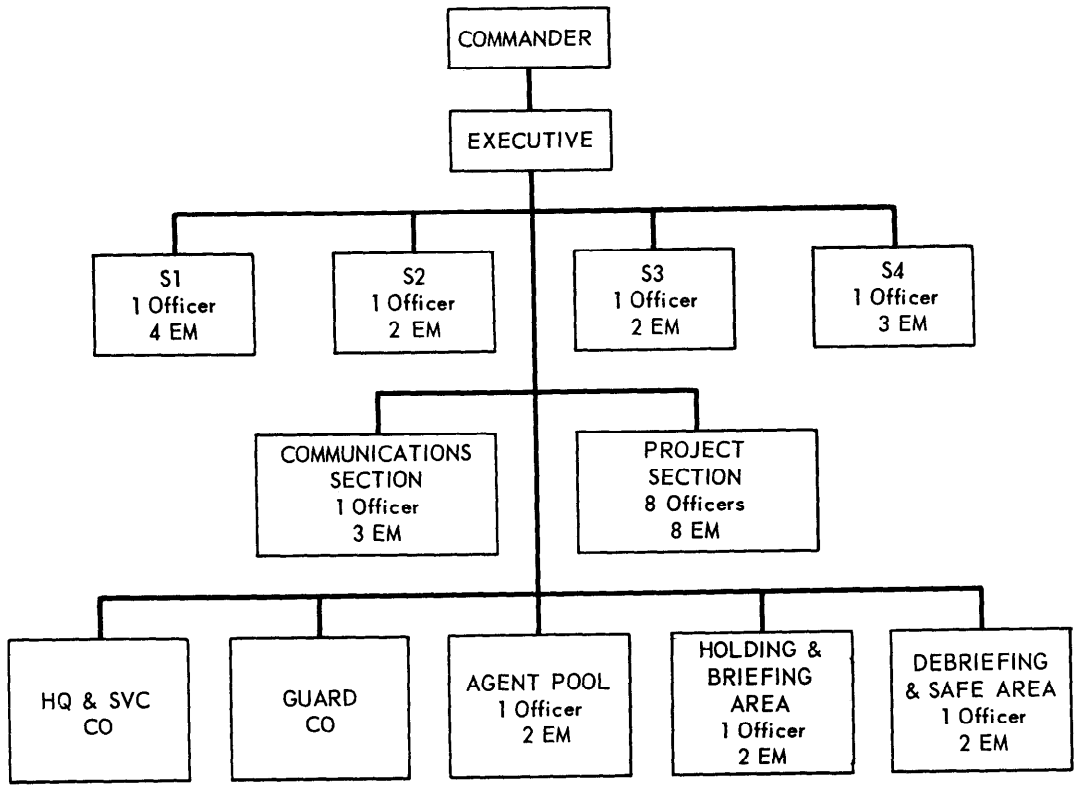 COMMANDER
EXECUTIVE
S1
1 Officer
4 EM
S2
1 Officer
2 EM
S3
1 Officer
2 EM
S4
1 Officer
3 EM
COMMUNICATIONS
SECTION
1 Officer
3 EM
PROJECT
SECTION
8 Officers
8 EM
HQ & SVC
CO
GUARD
CO
AGENT POOL
1 Officer
2 EM
HOLDING &
BRIEFING
AREA
1 Officer
2 EM
DEBRIEFING
& SAFE AREA
1 Officer
2 EM